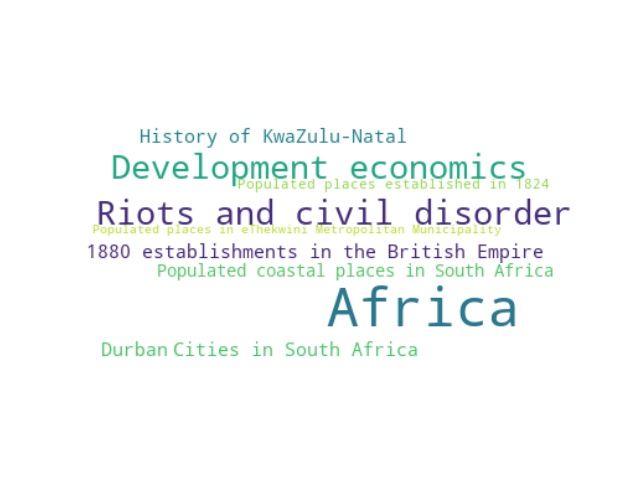 History of KwaZulu-Natal
Development economics
Populated places established in 1824
Riots and civil disorder
Populated places in eThekwini Metropolitan Municipality
1880 establishments in the British Empire
Populated coastal places in South Africa
Africa
Durban Cities in South Africa